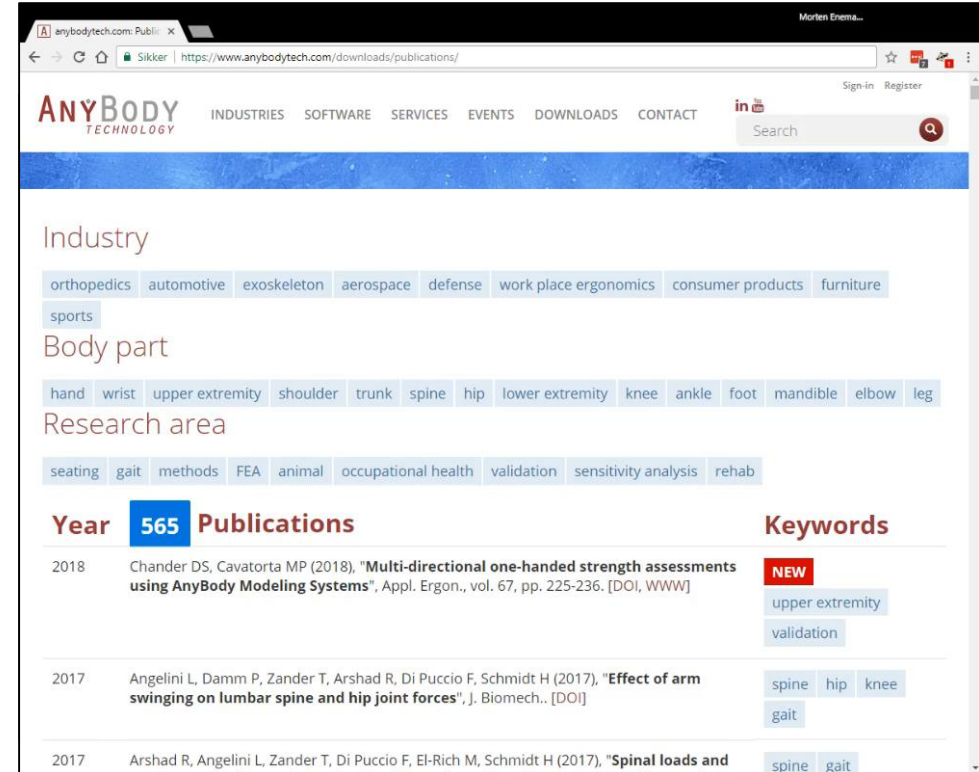 Morten Enema...
anybodytech.com: Public
Sikker | https://www.anybodytech.com/downloads/publications/
Sign-in Register
ANYBODY
TECHNOLOGY
INDUSTRIES SOFTWARE SERVICES EVENTS DOWNLOADS CONTACT
in
Search
Industry
orthopedics automotive exoskeleton aerospace defense work place ergonomics consumer products furniture
sports
Body part
hand wrist upper extremity shoulder trunk spine hip lower extremity knee ankle foot mandible elbow leg
Research area
seating gait methods FEA animal occupational health validation sensitivity analysis rehab
Year 565 Publications Keywords
2018 Chander DS, Cavatorta MP (2018), "Multi-directional one-handed strength assessments
using AnyBody Modeling Systems", Appl. Ergon., vol. 67, pp. 225-236. [DOI, WWW]
NEW
upper extremity
validation
2017 Angelini L, Damm P, Zander T, Arshad R, Di Puccio F, Schmidt H (2017), "Effect of arm
swinging on lumbar spine and hip joint forces", J. Biomech.. [DOI]
spine hip knee
gait
2017 Arshad R, Angelini L, Zander T, Di Puccio F, El-Rich M, Schmidt H (2017), "Spinal loads and
spine gait